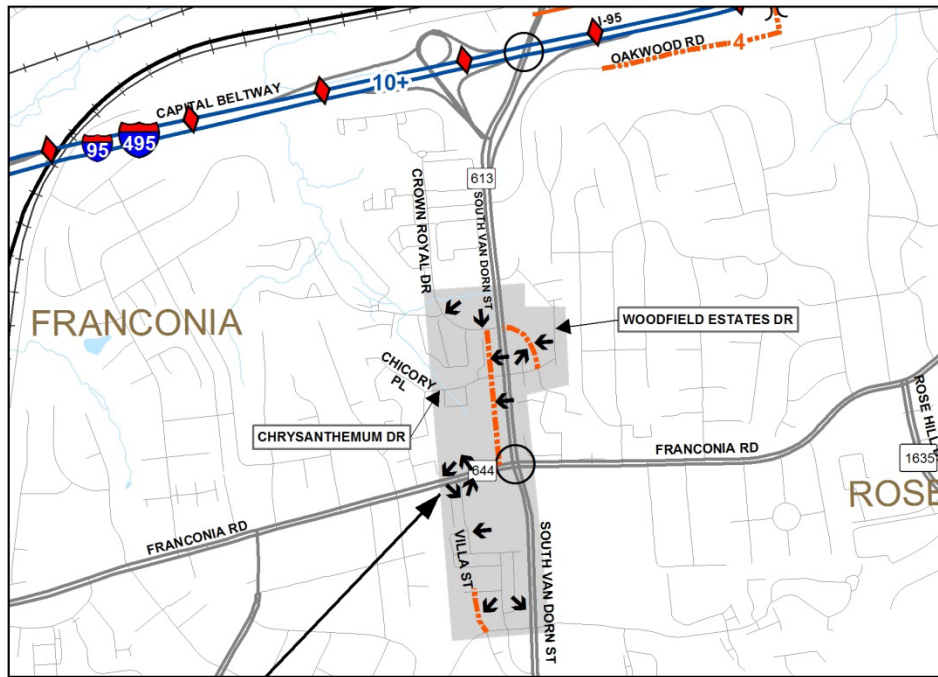 I-95
OAKWOOD RD
4
10+
CAPITAL BELTWAY
95
495
613
CROWN ROYAL DR
SOUTH VAN DORN ST
FRANCONIA
WOODFIELD ESTATES DR
CHICORY
PL
CHRYSANTHEMUM DR
ROSE HILL
FRANCONIA RD
644
1635
ROSE
FRANCONIA RD
VILLA ST
SOUTH VAN DORN ST